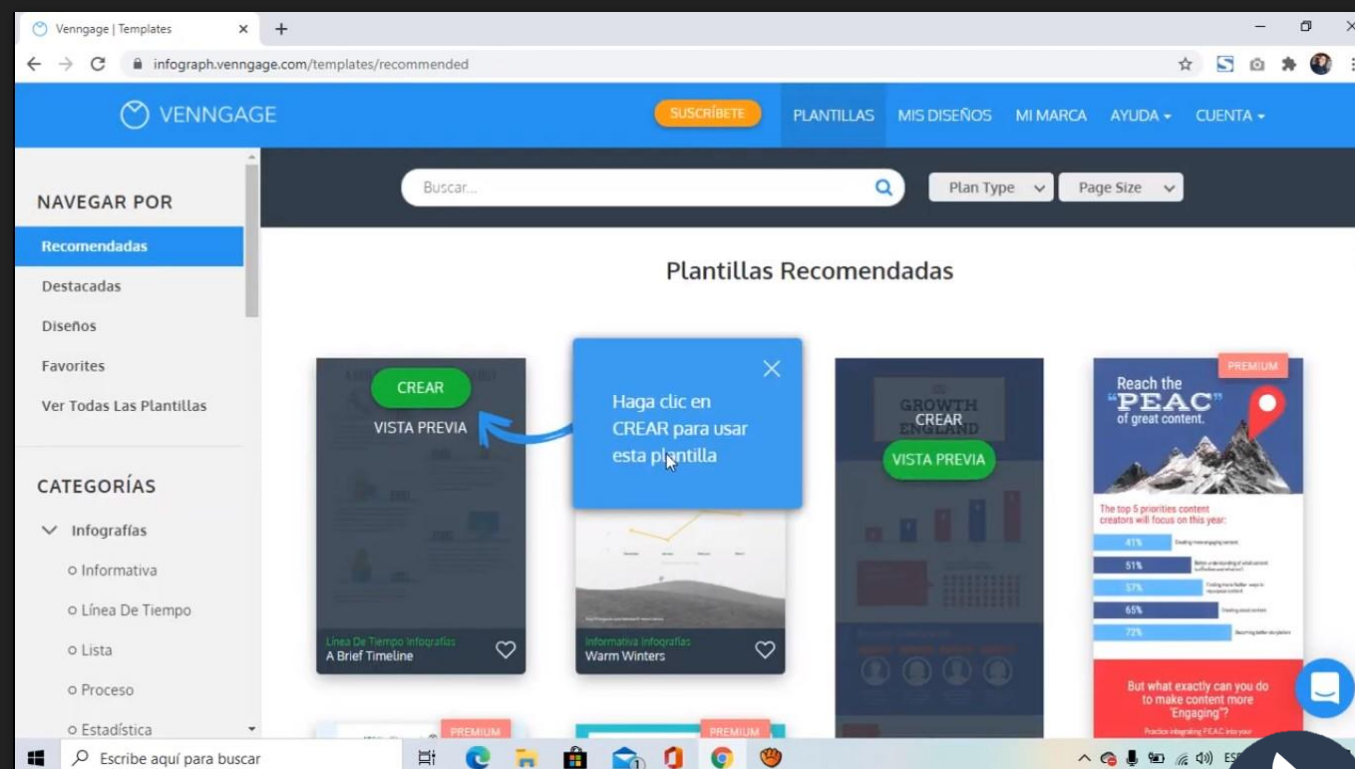 Venngage | Templates
infograph.venngage.com/templates/recommended
VENNGAGE
SUSCRÍBETE
PLANTILLAS
MIS DISEÑOS
MI MARCA
AYUDA
CUENTA
Buscar...
Plan Type
Page Size
NAVEGAR POR
Recomendadas
Destacadas
Diseños
Favorites
Ver Todas Las Plantillas
CATEGORÍAS
Infografías
Informativa
Línea De Tiempo
Lista
Proceso
Estadística
Plantillas Recomendadas
CREAR
VISTA PREVIA
Línea De Tiempo Infografías
A Brief Timeline
Haga clic en
CREAR para usar
esta plantilla
Informativa Infografías
Warm Winters
GROWTH
ENGLAND
CREAR
VISTA PREVIA
PREMIUM
Reach the
"PEAC"
of great content.
The top 5 priorities content
creators will focus on this year:
41%
51%
57%
65%
72%
But what exactly can you do
to make content more
'Engaging'?
PREMIUM
PREMIUM
Escribe aquí para buscar